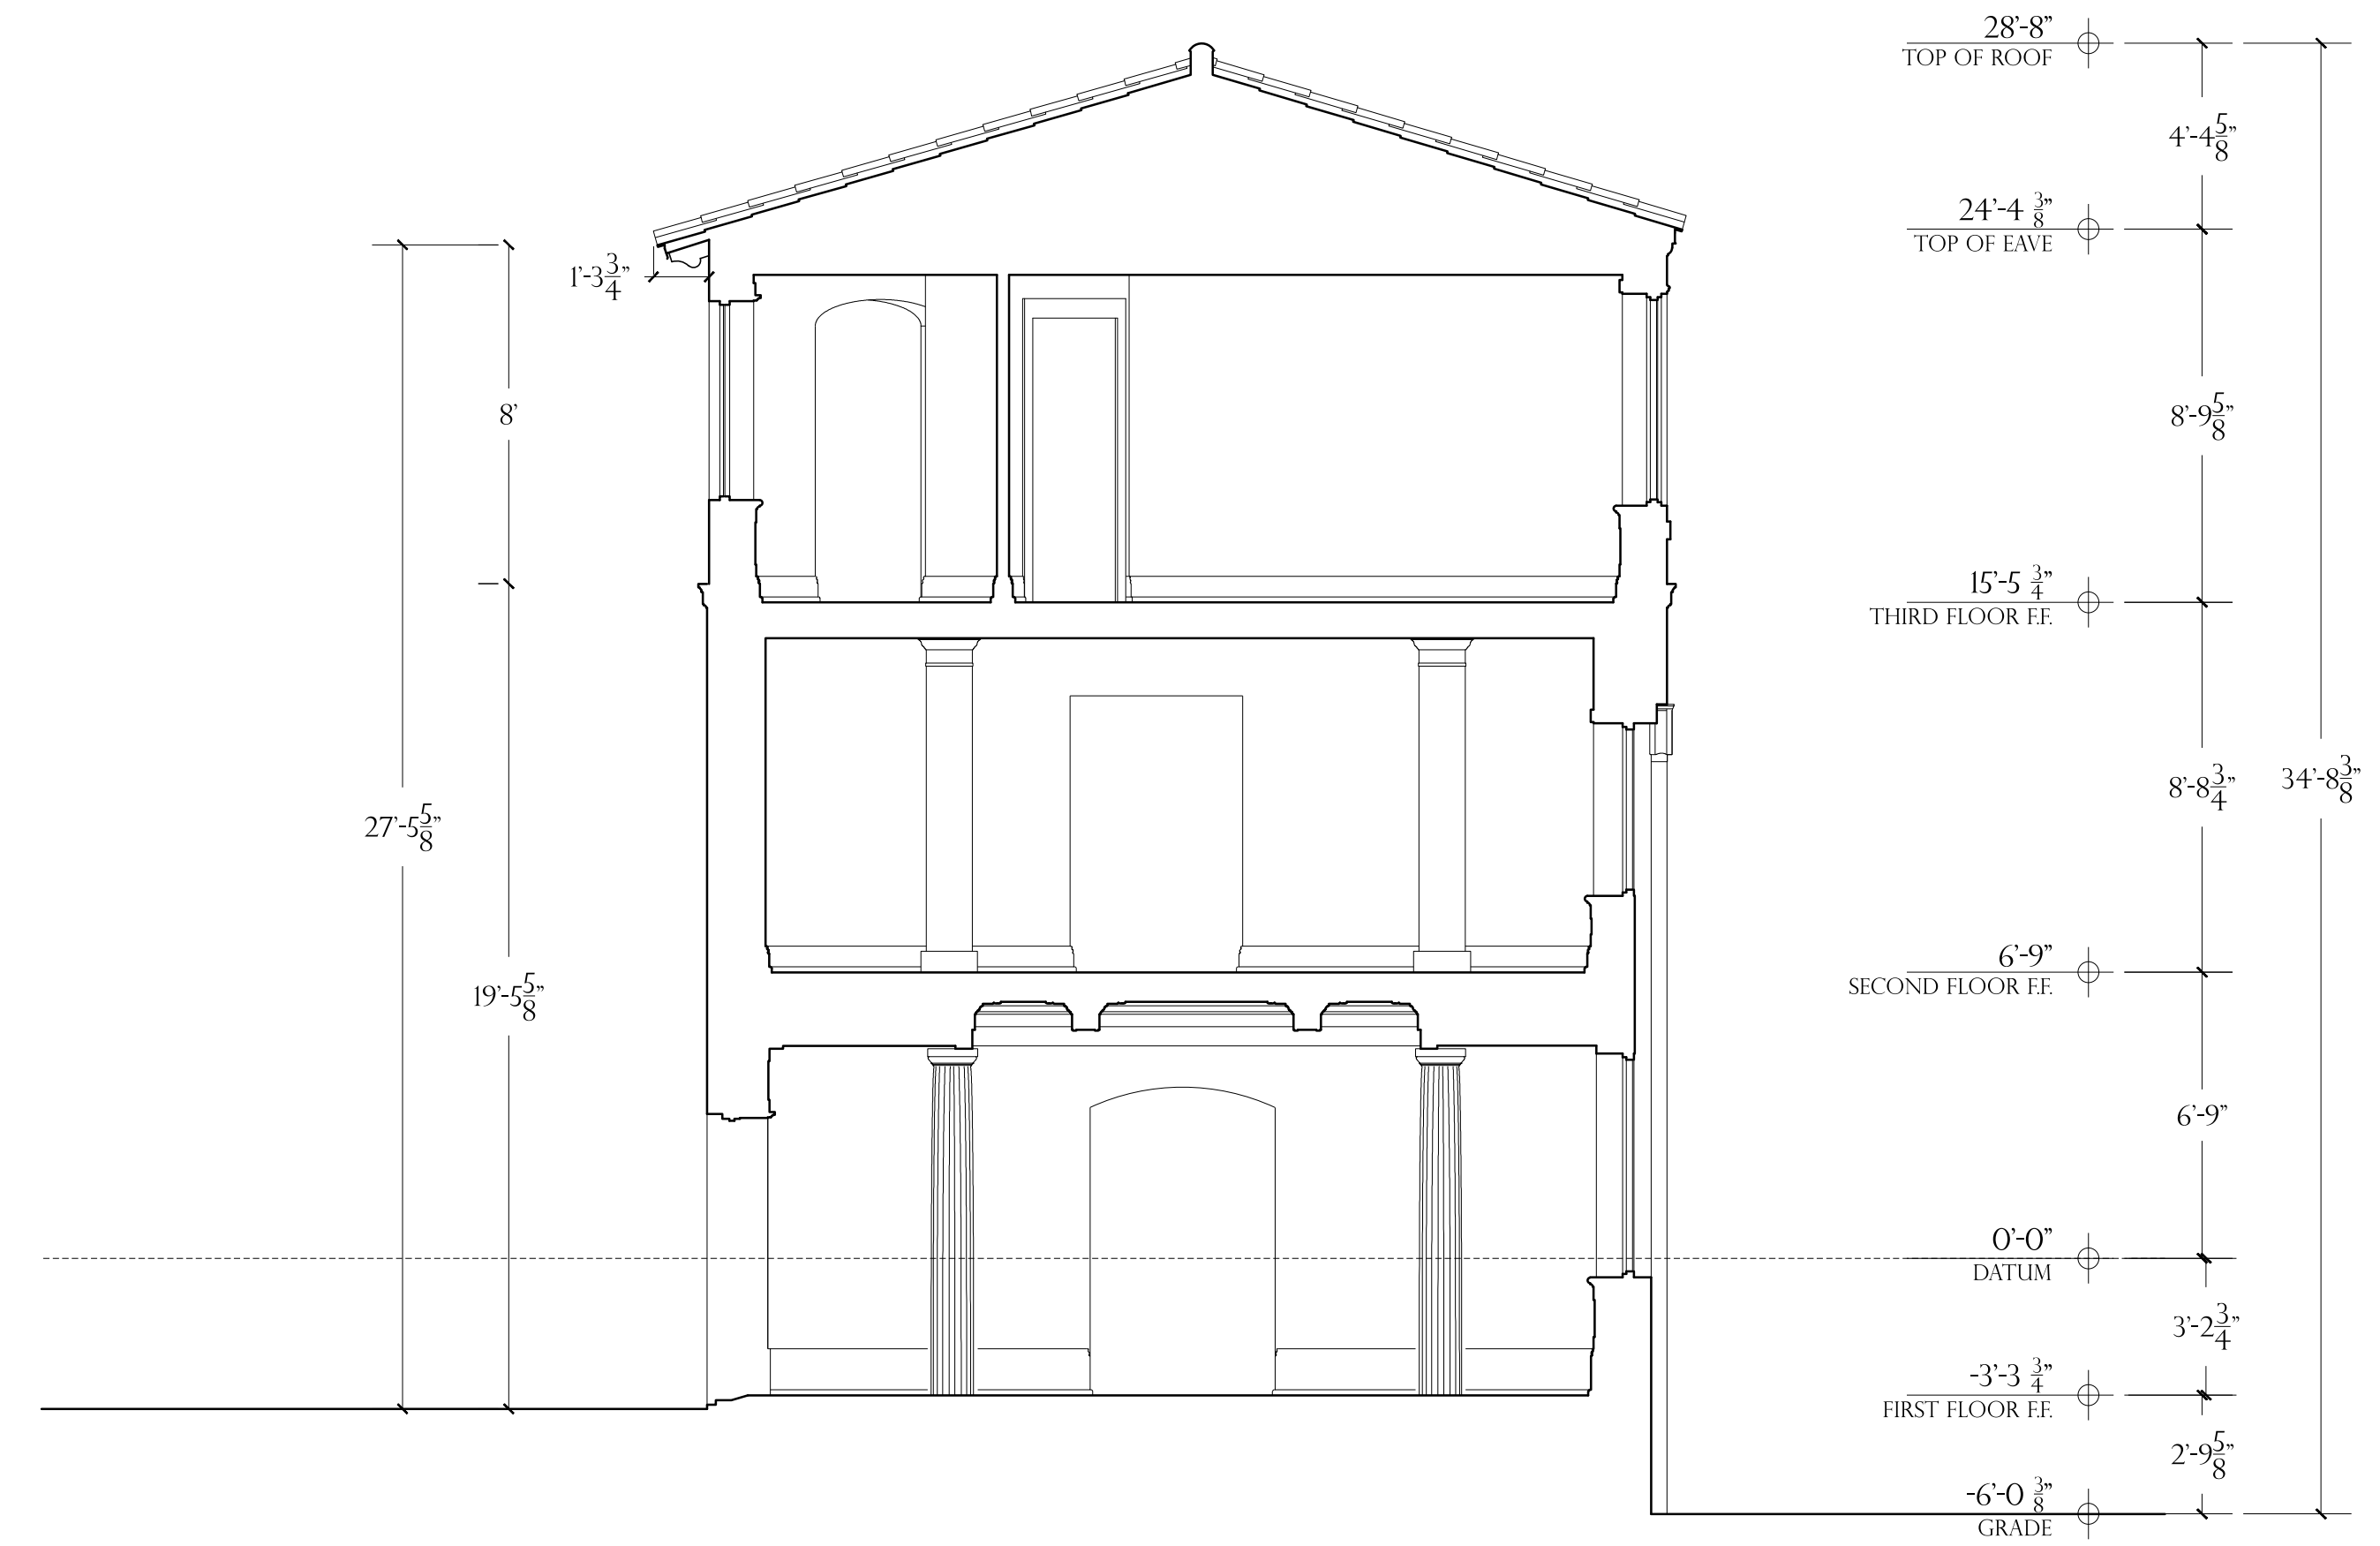 28'-8"
TOP OF ROOF
4'-4 5/8"
24'-4 3/8"
TOP OF EAVE
1'-3 3/4"
8'
8'-9 5/8"
15'-5 3/4"
THIRD FLOOR F.F.
8'-8 3/4"
34'-8 3/8"
27'-5 5/8"
6'-9"
SECOND FLOOR F.F.
19'-5 5/8"
6'-9"
0'-0"
DATUM
3'-2 3/4"
-3'-3 3/4"
FIRST FLOOR F.F.
2'-9 5/8"
-6'-0 3/8"
GRADE